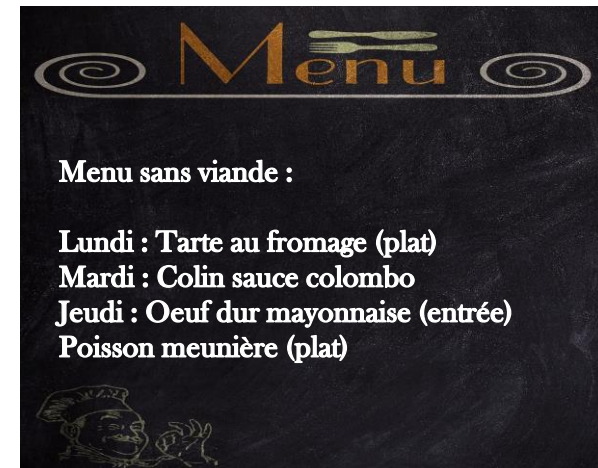 Menu
Menu sans viande :
Lundi : Tarte au fromage (plat)
Mardi : Colin sauce colombo
Jeudi : Oeuf dur mayonnaise (entrée)
Poisson meunière (plat)